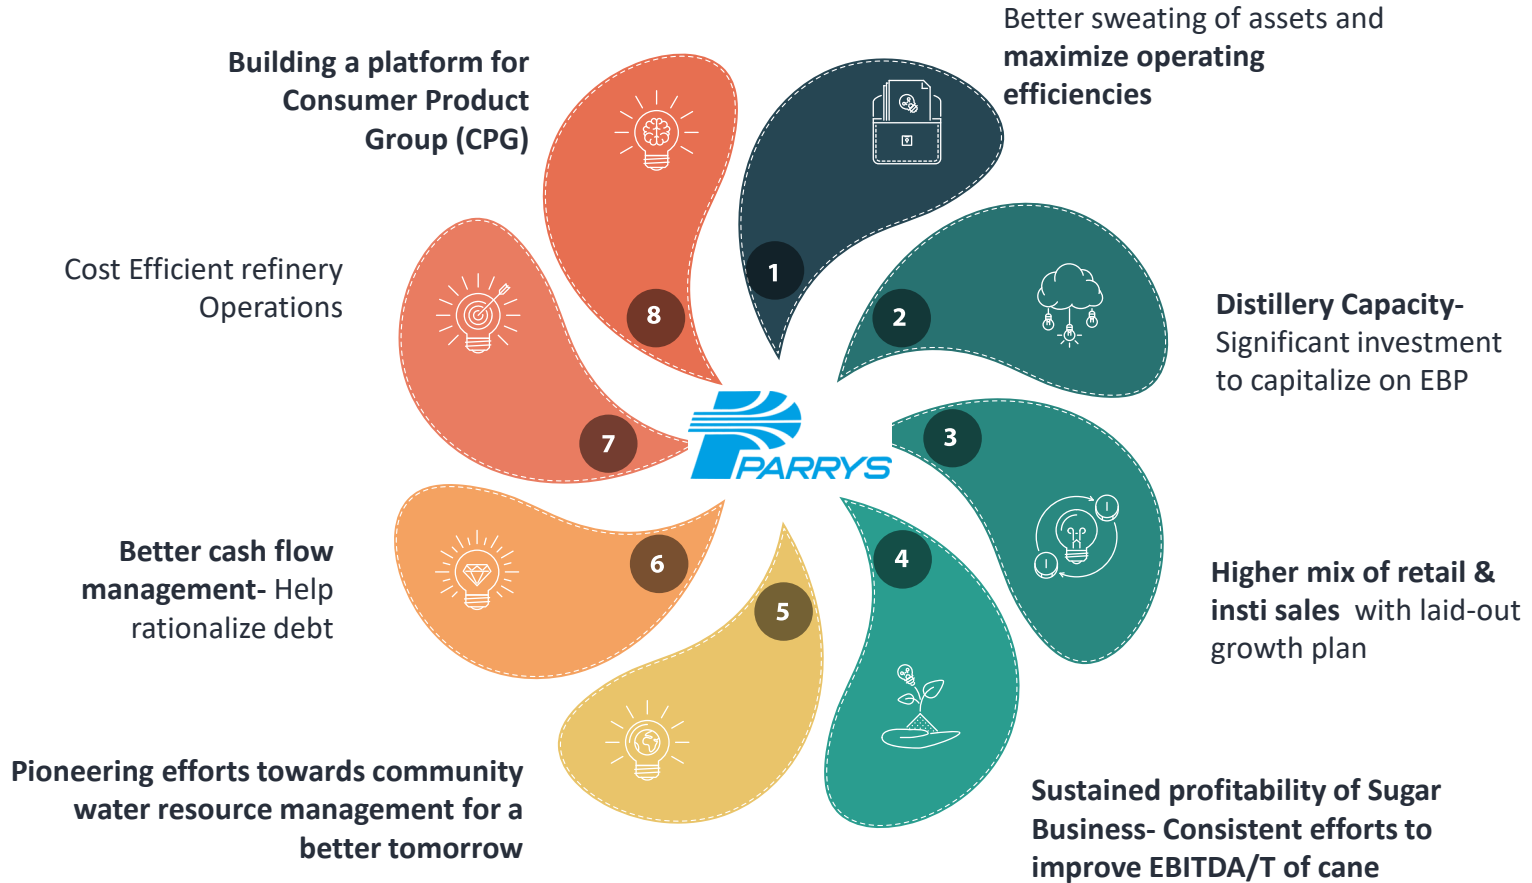 Better sweating of assets and
maximize operating
efficiencies
1
Distillery Capacity-
Significant investment
to capitalize on EBP
2
Higher mix of retail &
insti sales with laid-out
growth plan
3
Sustained profitability of Sugar
Business- Consistent efforts to
improve EBITDA/T of cane
4
Pioneering efforts towards community
water resource management for a
better tomorrow
5
Better cash flow
management- Help
rationalize debt
6
Cost Efficient refinery
Operations
7
Building a platform for
Consumer Product
Group (CPG)
8
PARRYS